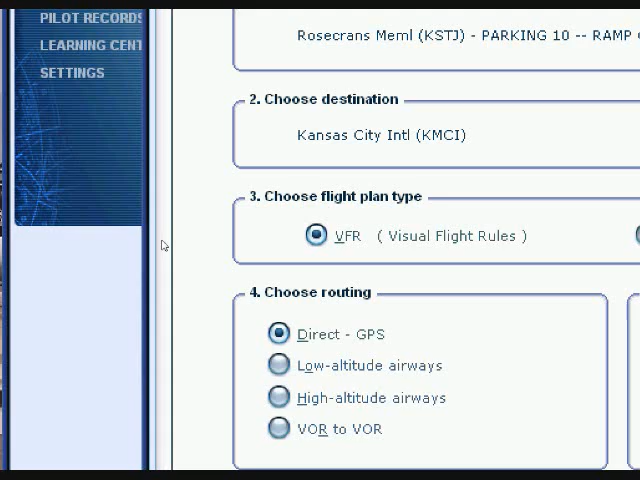 PILOT RECORDS
LEARNING CENT
SETTINGS
Rosecrans Meml (KSTJ) - PARKING 10 -- RAMP
2. Choose destination
Kansas City Intl (KMCI)
3. Choose flight plan type
VFR ( Visual Flight Rules )
4. Choose routing
Direct - GPS
Low-altitude airways
High-altitude airways
VOR to VOR